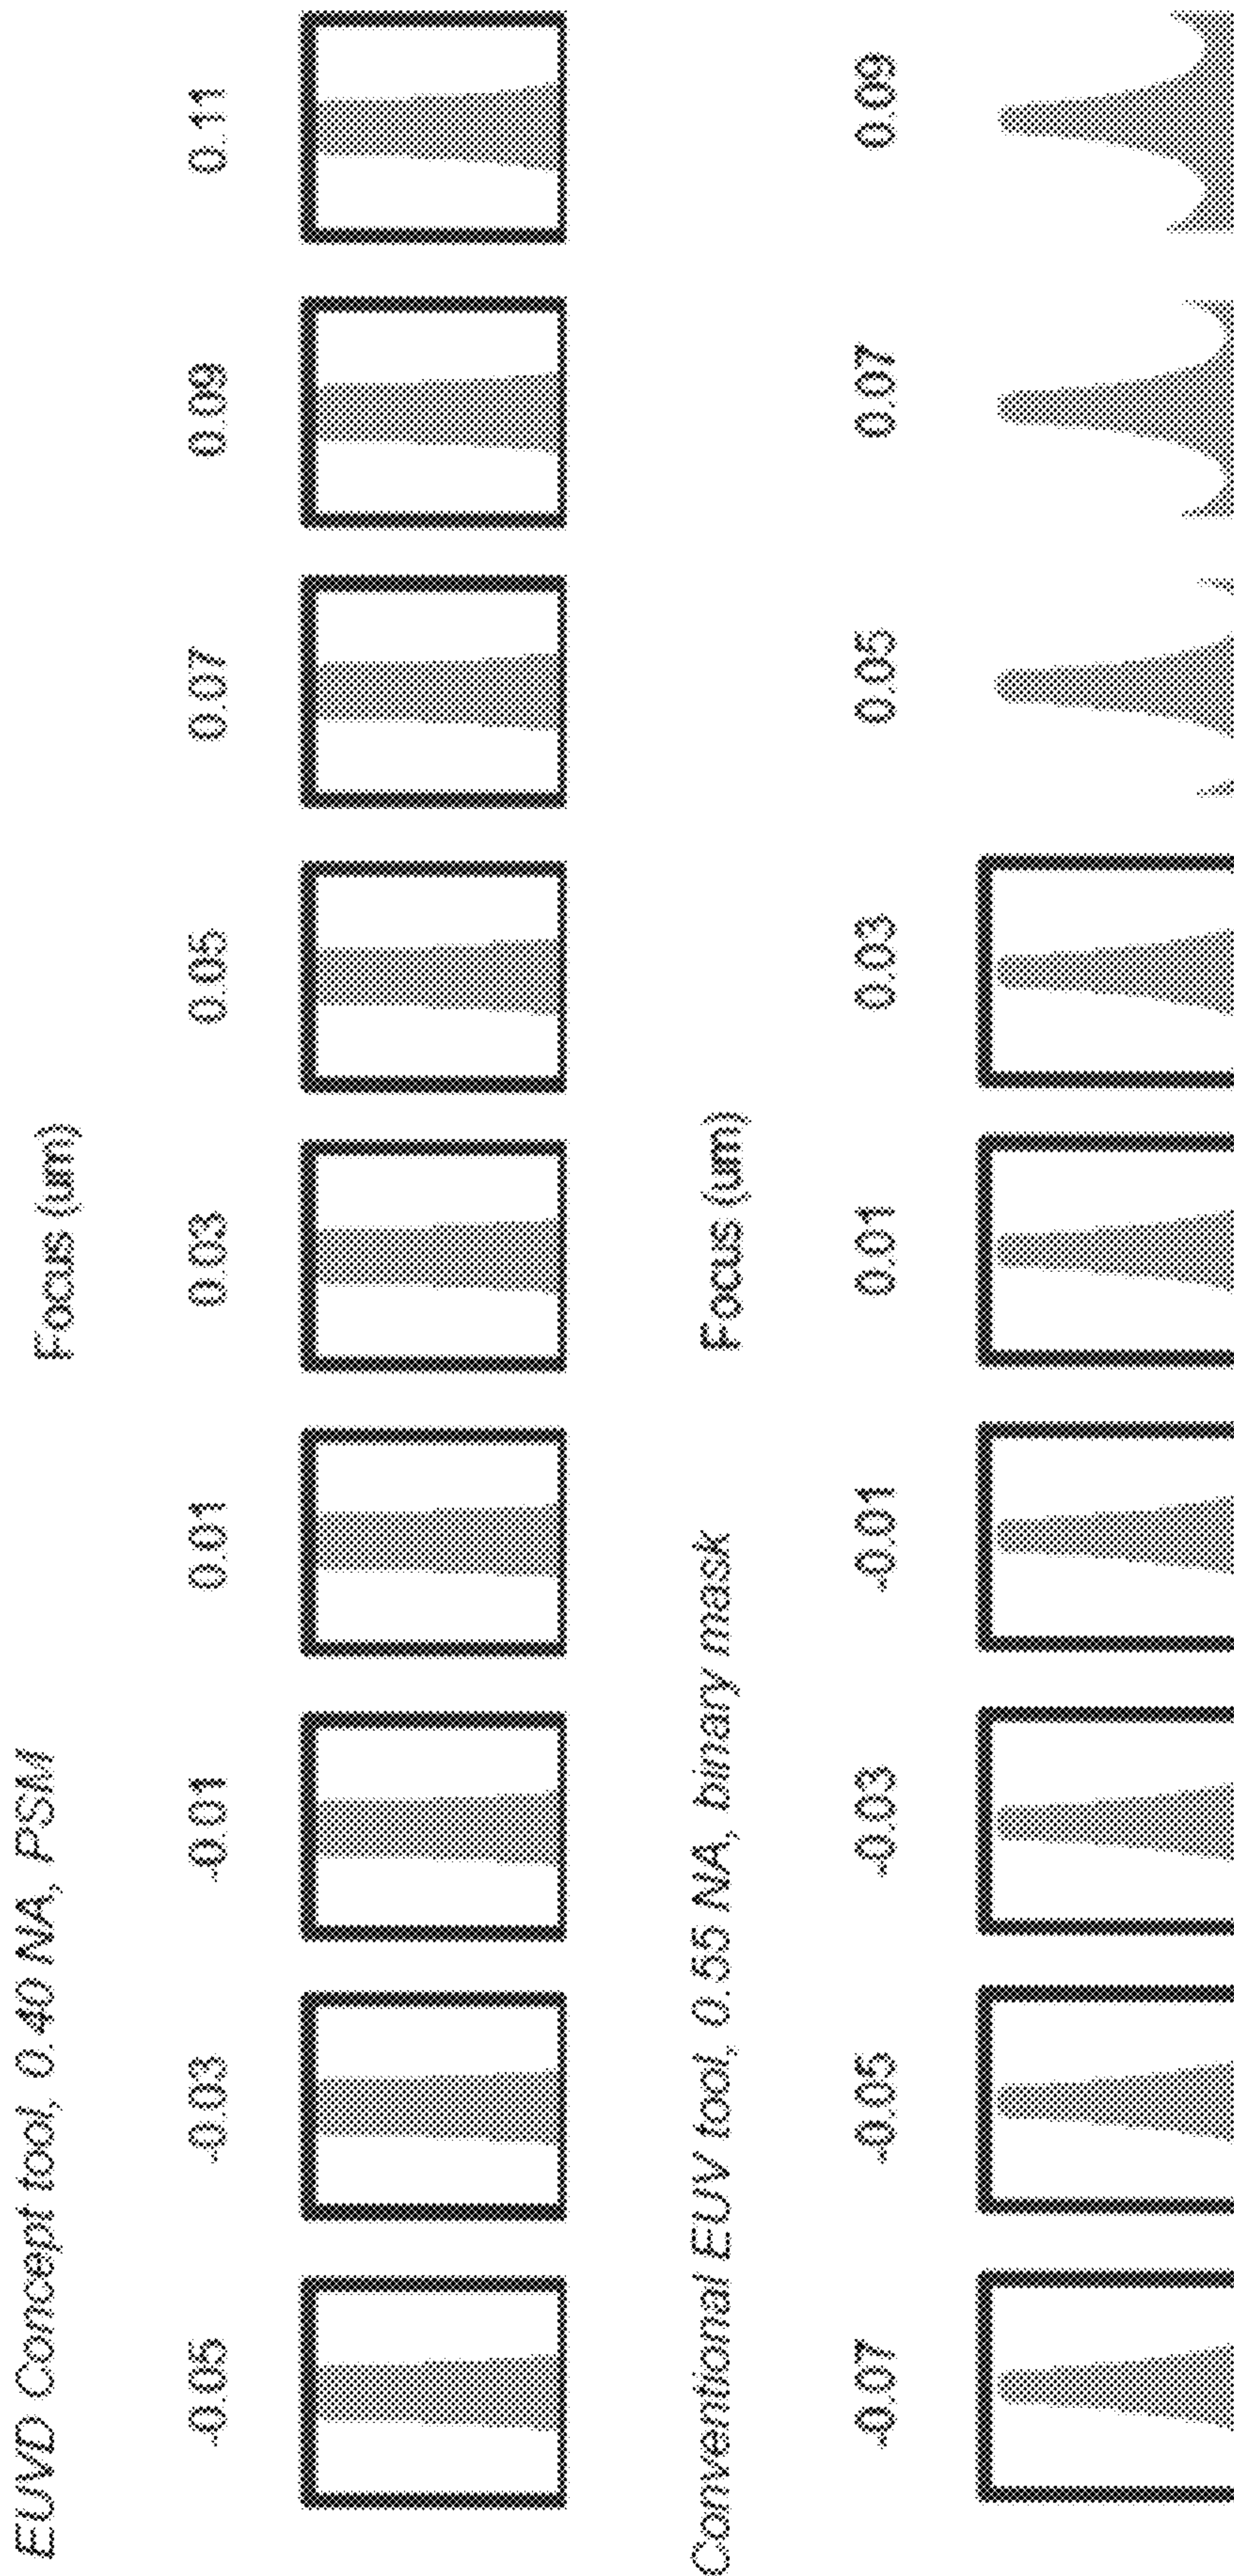 EUVD Concept tool, 0.40 NA, PSM
Focus (um)
-0.05 -0.03 -0.01 0.01 0.03 0.05 0.07 0.09 0.11
Conventional EUV tool, 0.55 NA, binary mask
Focus (um)
-0.07 -0.05 -0.03 -0.01 0.01 0.03 0.05 0.07 0.09